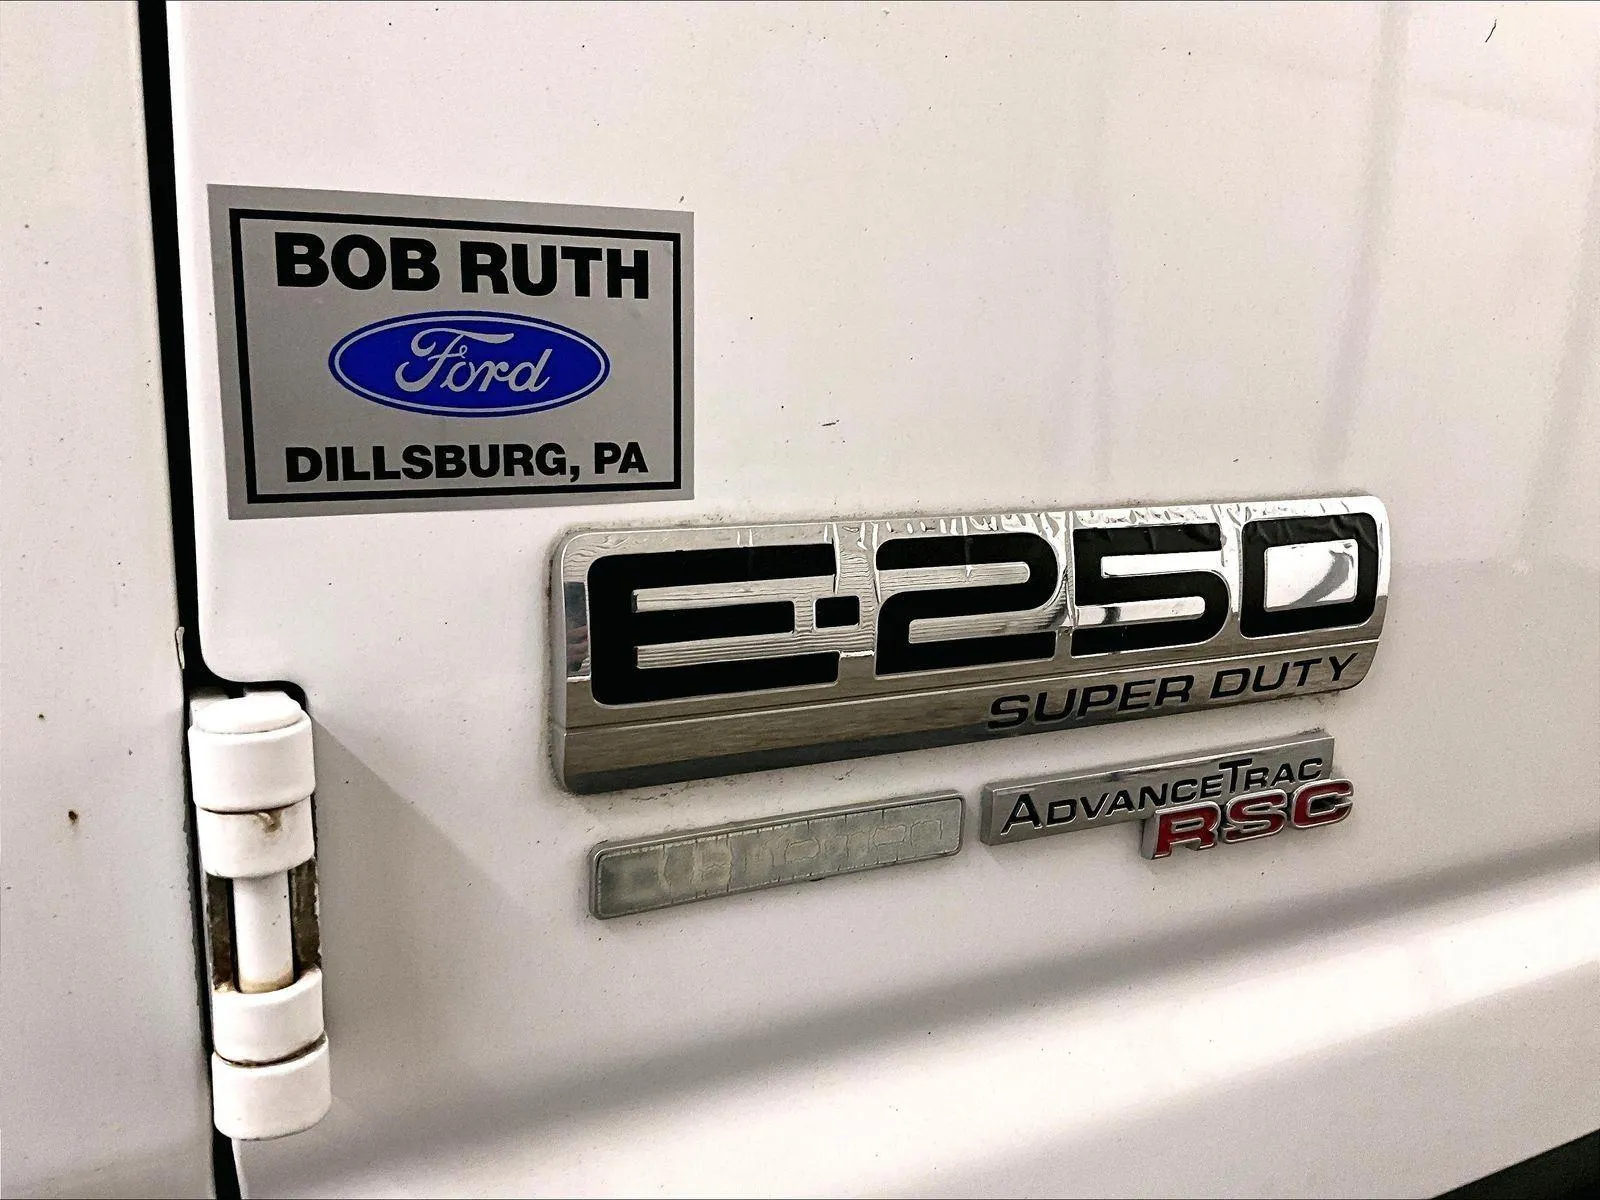 BOB RUTH
Ford
DILLSBURG, PA
E-250
SUPER DUTY
ADVANCETRAC
RSC